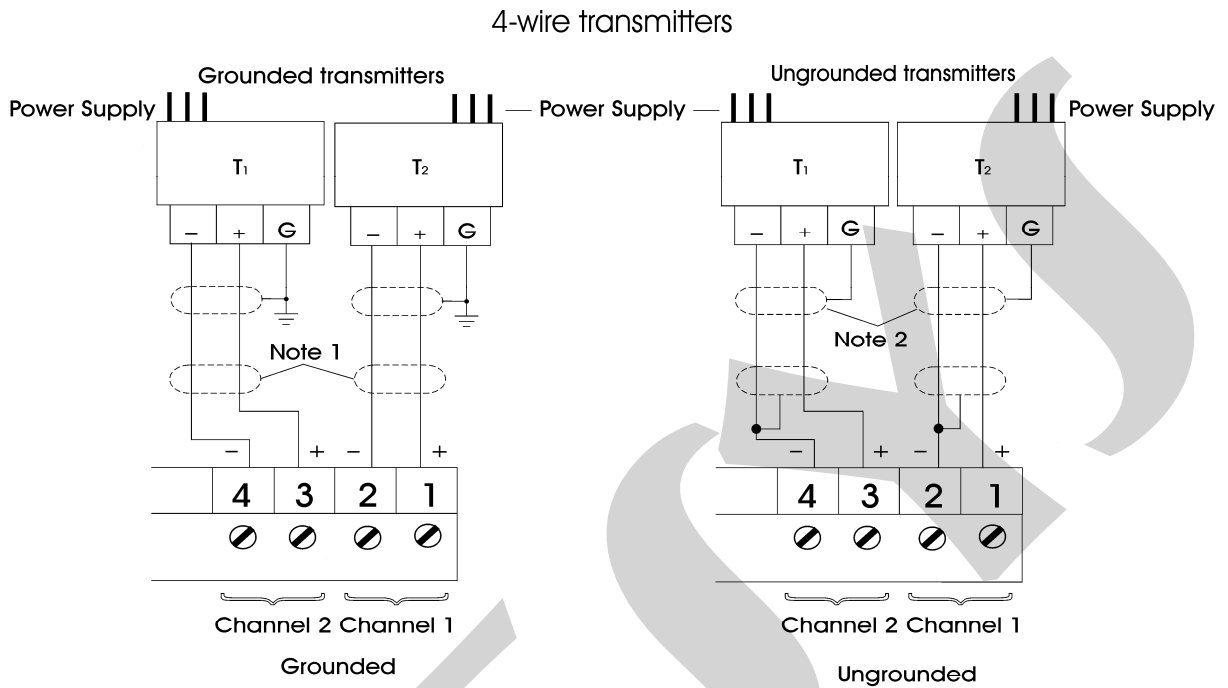 4-wire transmitters
Grounded transmitters
Ungrounded transmitters
Power Supply
Power Supply
Power Supply
T1
T2
T1
T2
− + G
− + G
− + G
− + G
Note 1
Note 2
− + − +
− + − +
4 3 2 1
4 3 2 1
Channel 2 Channel 1
Channel 2 Channel 1
Grounded
Ungrounded